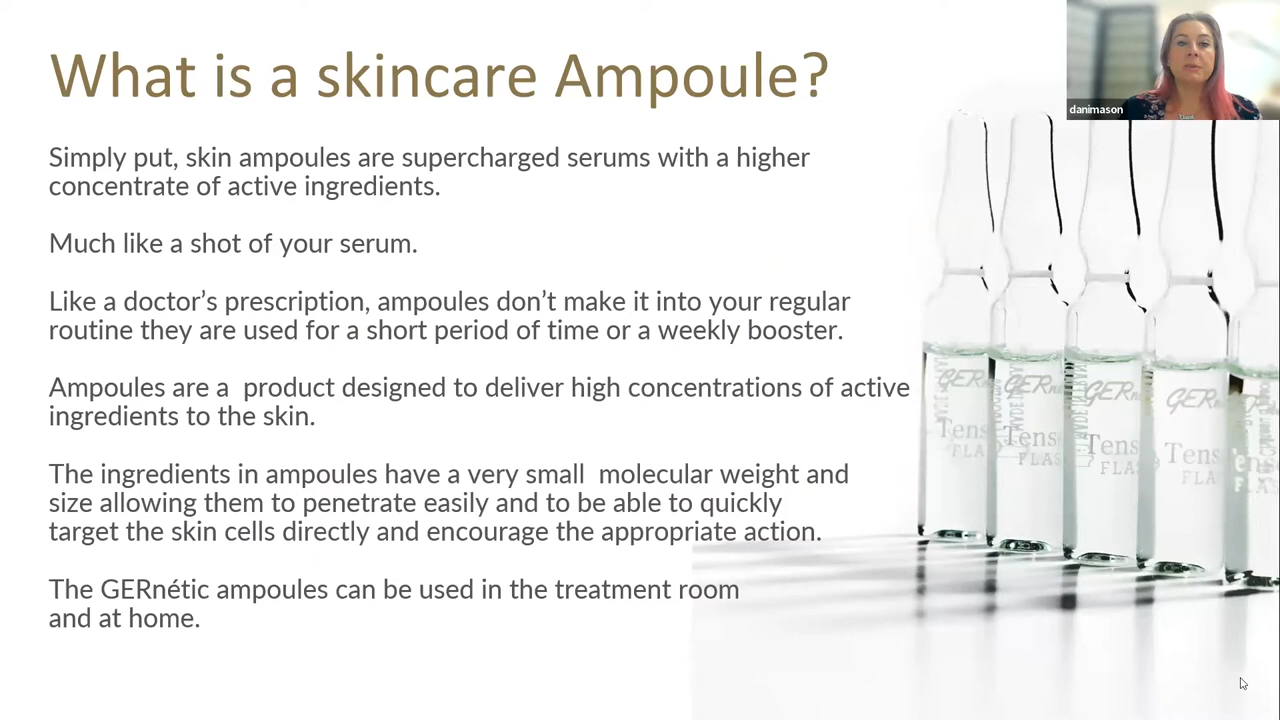 What is a skincare Ampoule?
danimason
Simply put, skin ampoules are supercharged serums with a higher
concentrate of active ingredients.
Much like a shot of your serum.
Like a doctor’s prescription, ampoules don’t make it into your regular
routine they are used for a short period of time or a weekly booster.
Ampoules are a  product designed to deliver high concentrations of active
ingredients to the skin.
The ingredients in ampoules have a very small  molecular weight and
size allowing them to penetrate easily and to be able to quickly
target the skin cells directly and encourage the appropriate action.
The GERnétic ampoules can be used in the treatment room
and at home.